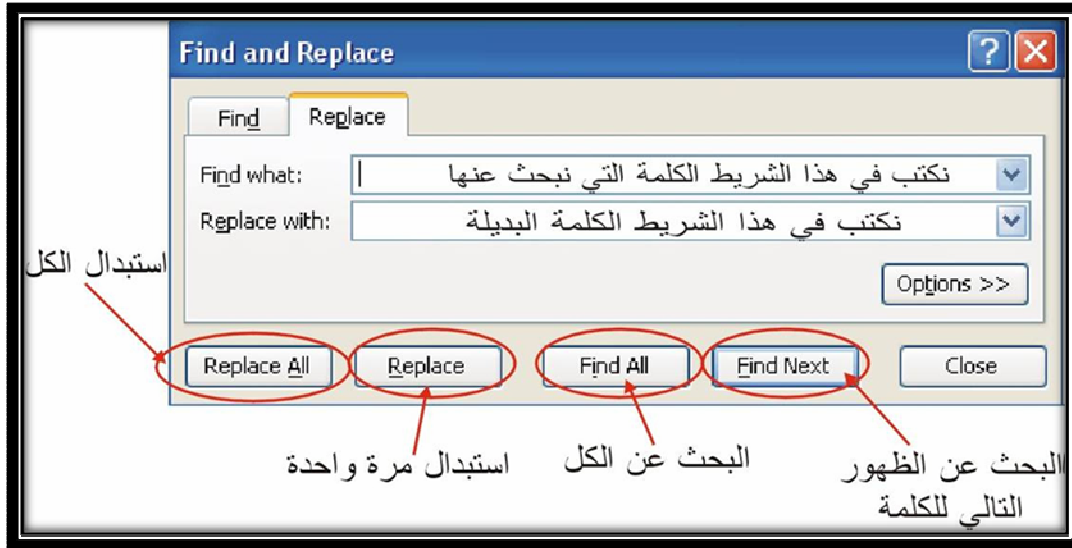 Find and Replace
Find Replace
Find what: نكتب في هذا الشريط الكلمة التي نبحث عنها
Replace with: نكتب في هذا الشريط الكلمة البديلة
استبدال الكل
Options >>
Replace All Replace Find All Find Next Close
استبدال مرة واحدة
البحث عن الكل
البحث عن الظهور
التالي للكلمة